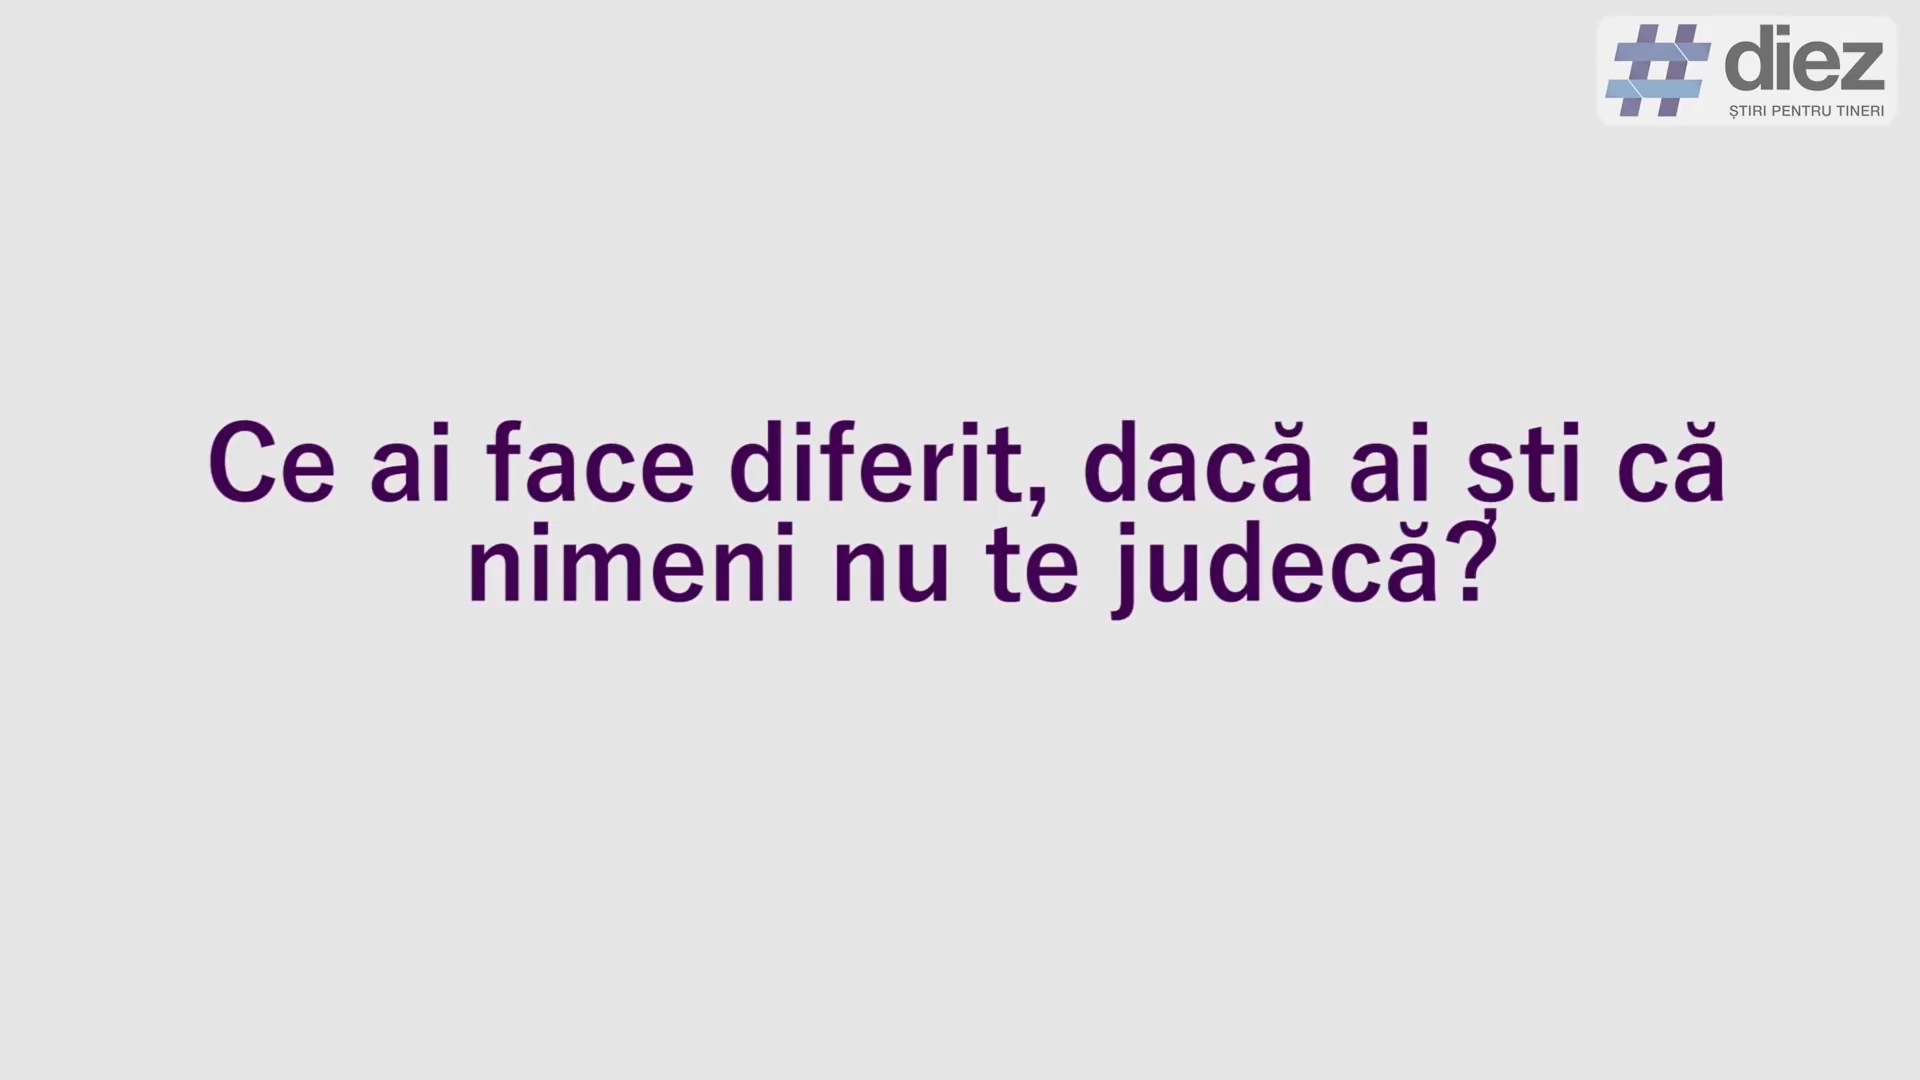 #diez
ȘTIRI PENTRU TINERI
Ce ai face diferit, dacă ai ști că
nimeni nu te judecă?